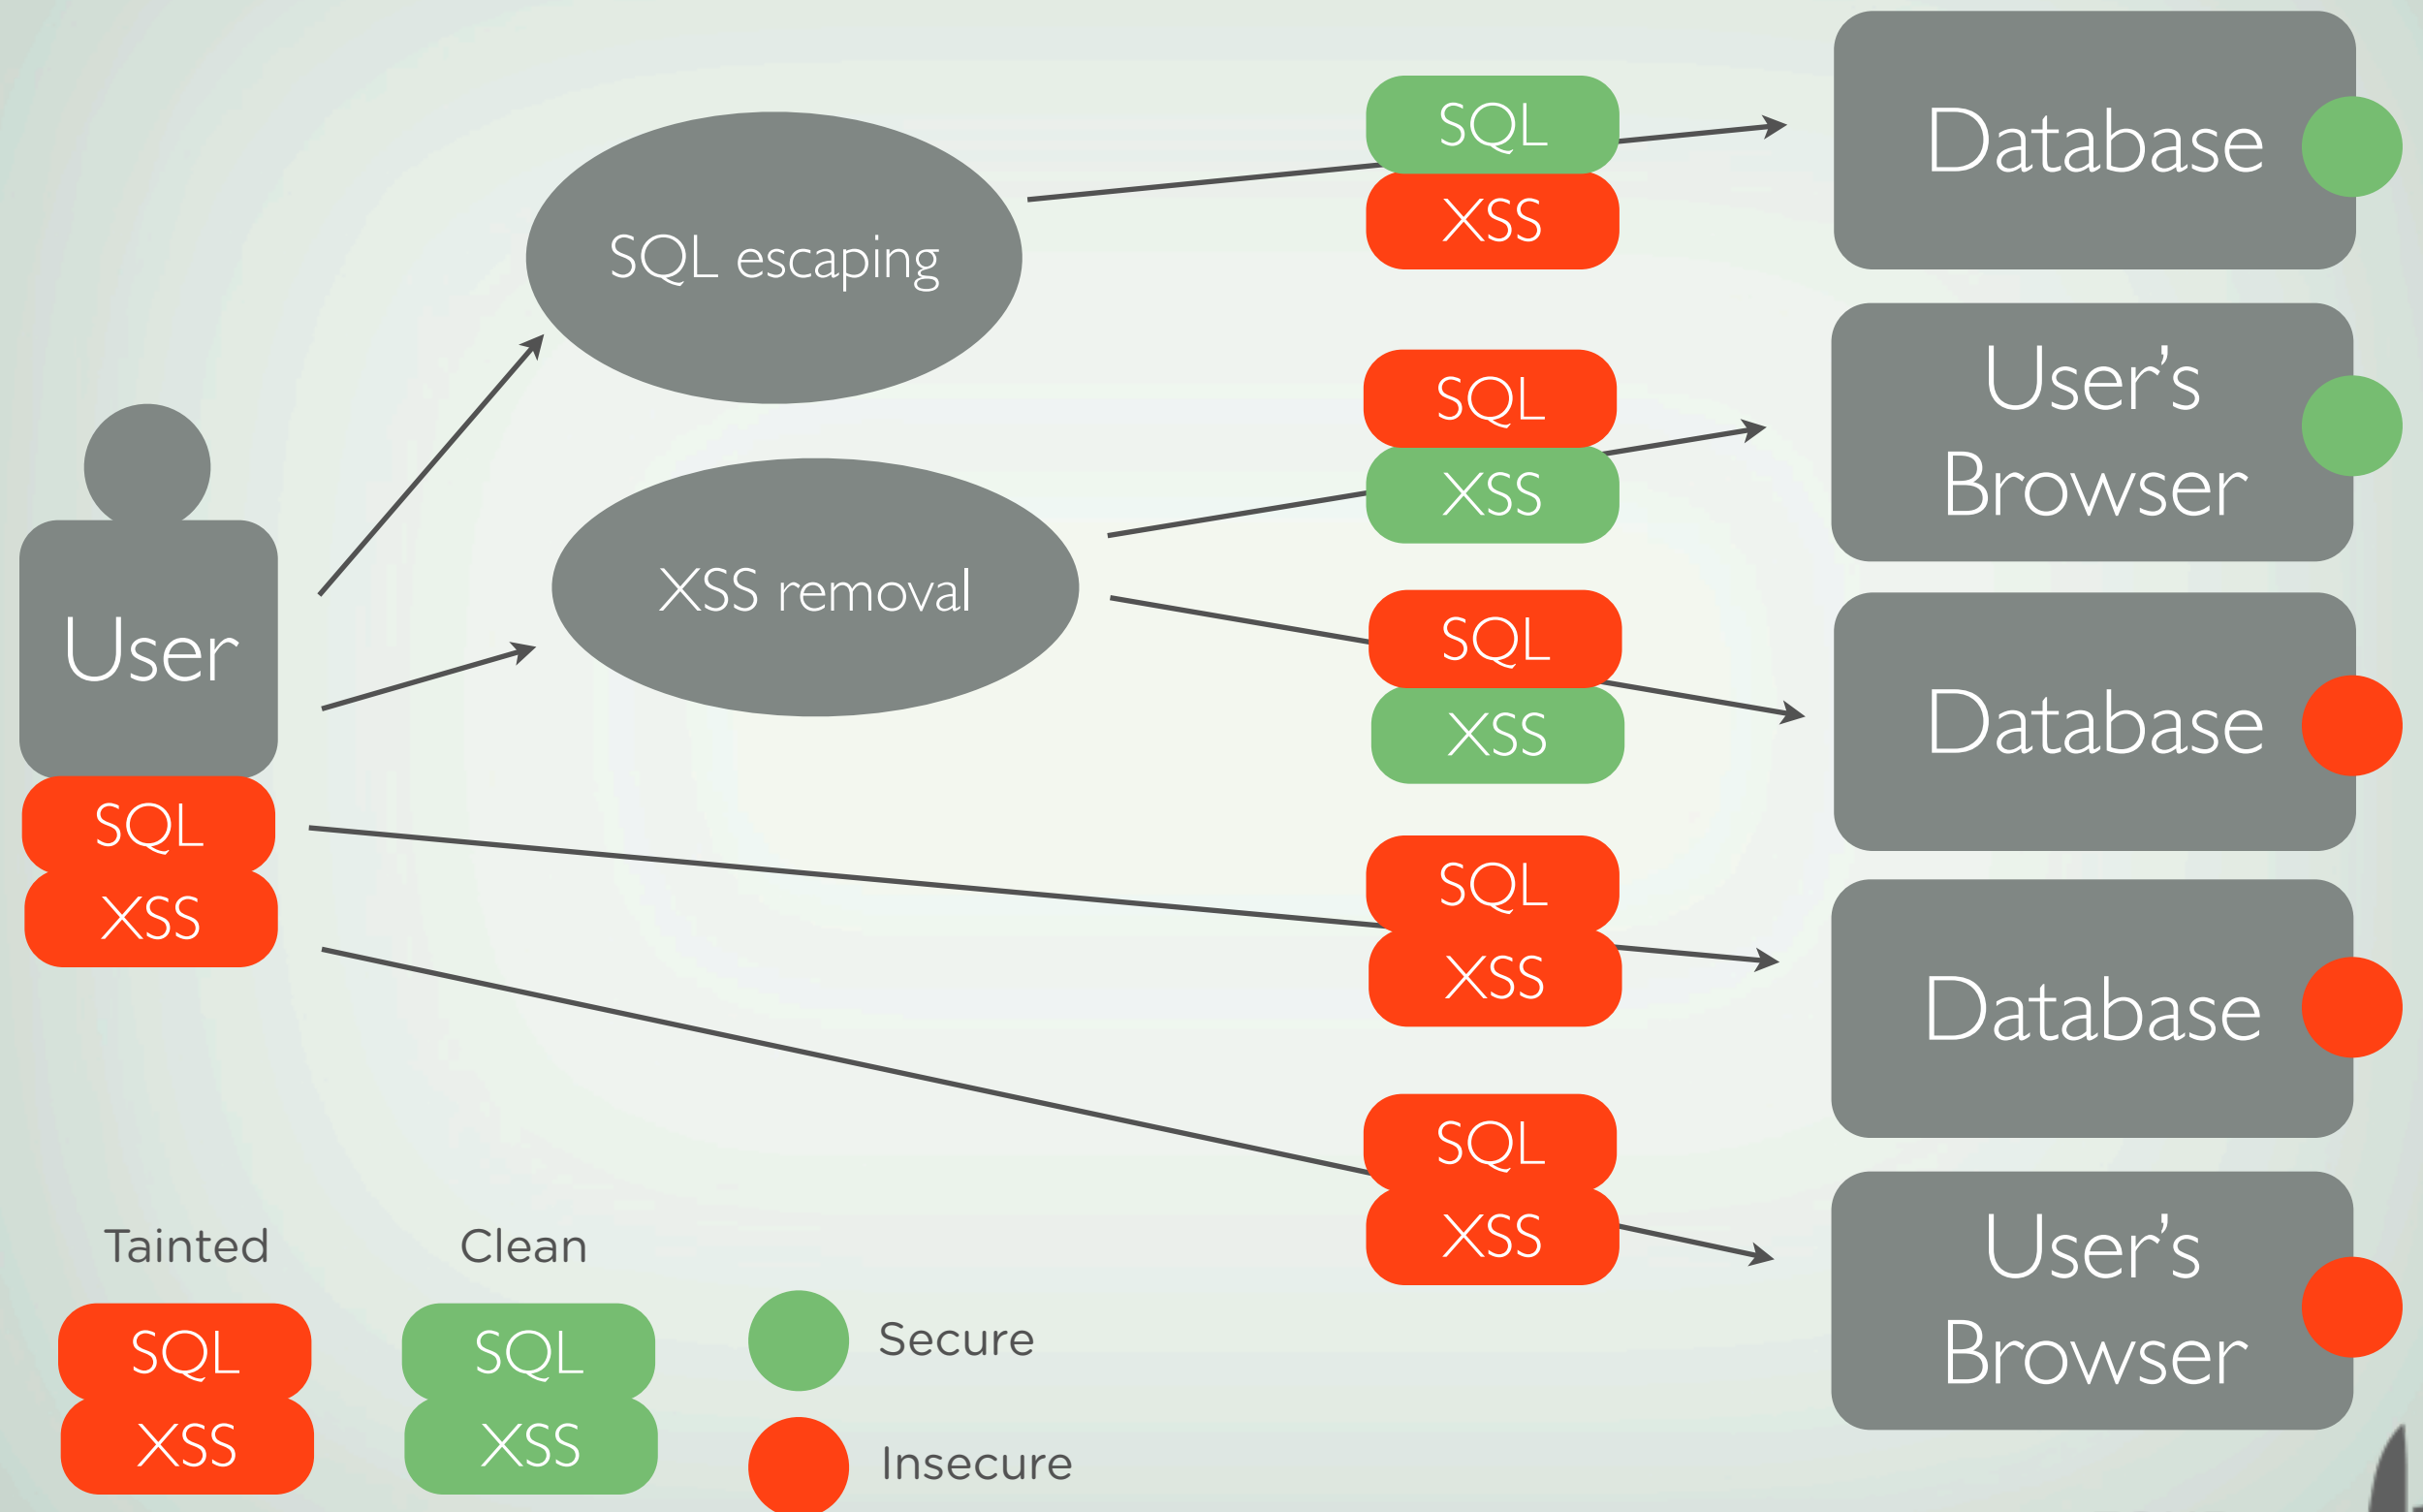 SQL
XSS
Database
SQL escaping
SQL
XSS
User's
Browser
XSS removal
SQL
XSS
Database
User
SQL
XSS
SQL
XSS
Database
SQL
XSS
User's
Browser
Tainted
SQL
XSS
Clean
SQL
XSS
Secure
Insecure